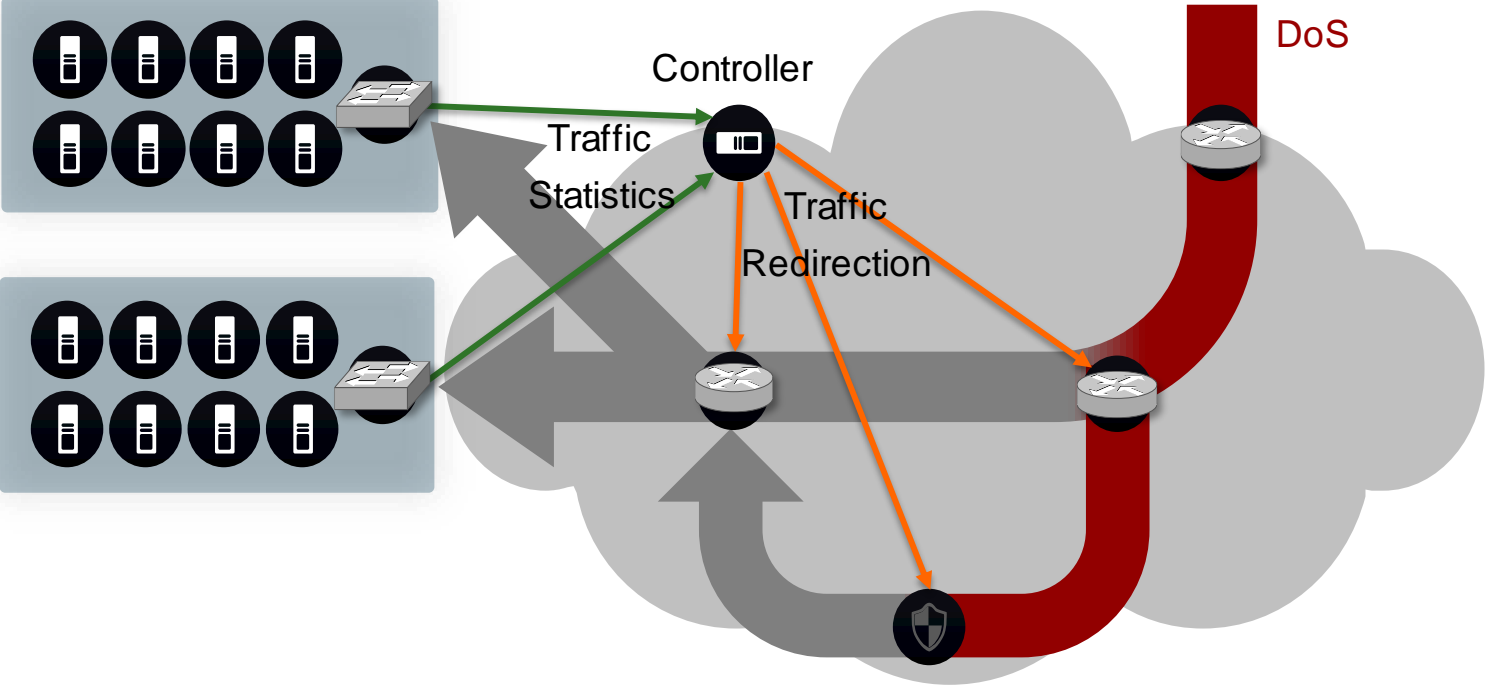 DoS
Controller
Traffic
Statistics
Traffic
Redirection